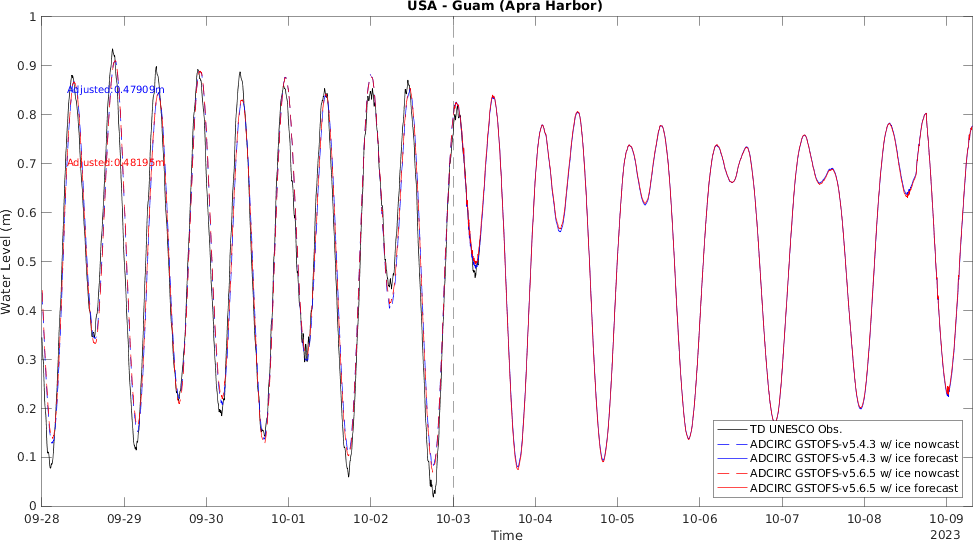 USA - Guam (Apra Harbor)
1
0.9
0.8
0.7
0.6
0.5
0.4
0.3
0.2
0.1
0
Water Level (m)
Adjusted:0.47909m
Adjusted:0.48195m
TD UNESCO Obs.
ADCIRC GSTOFS-v5.4.3 w/ ice nowcast
ADCIRC GSTOFS-v5.4.3 w/ ice forecast
ADCIRC GSTOFS-v5.6.5 w/ ice nowcast
ADCIRC GSTOFS-v5.6.5 w/ ice forecast
09-28 09-29 09-30 10-01 10-02 10-03 10-04 10-05 10-06 10-07 10-08 10-09
2023
Time